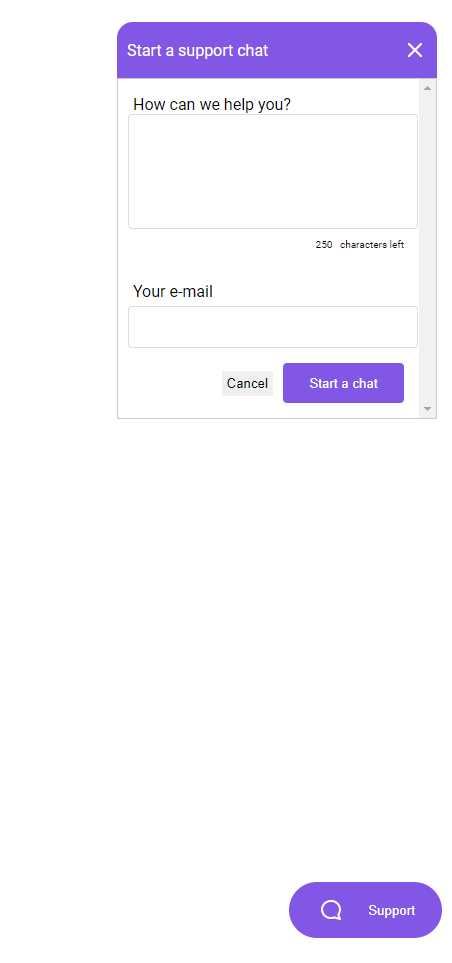 Start a support chat
How can we help you?
250 characters left
Your e-mail
Cancel
Start a chat
Support